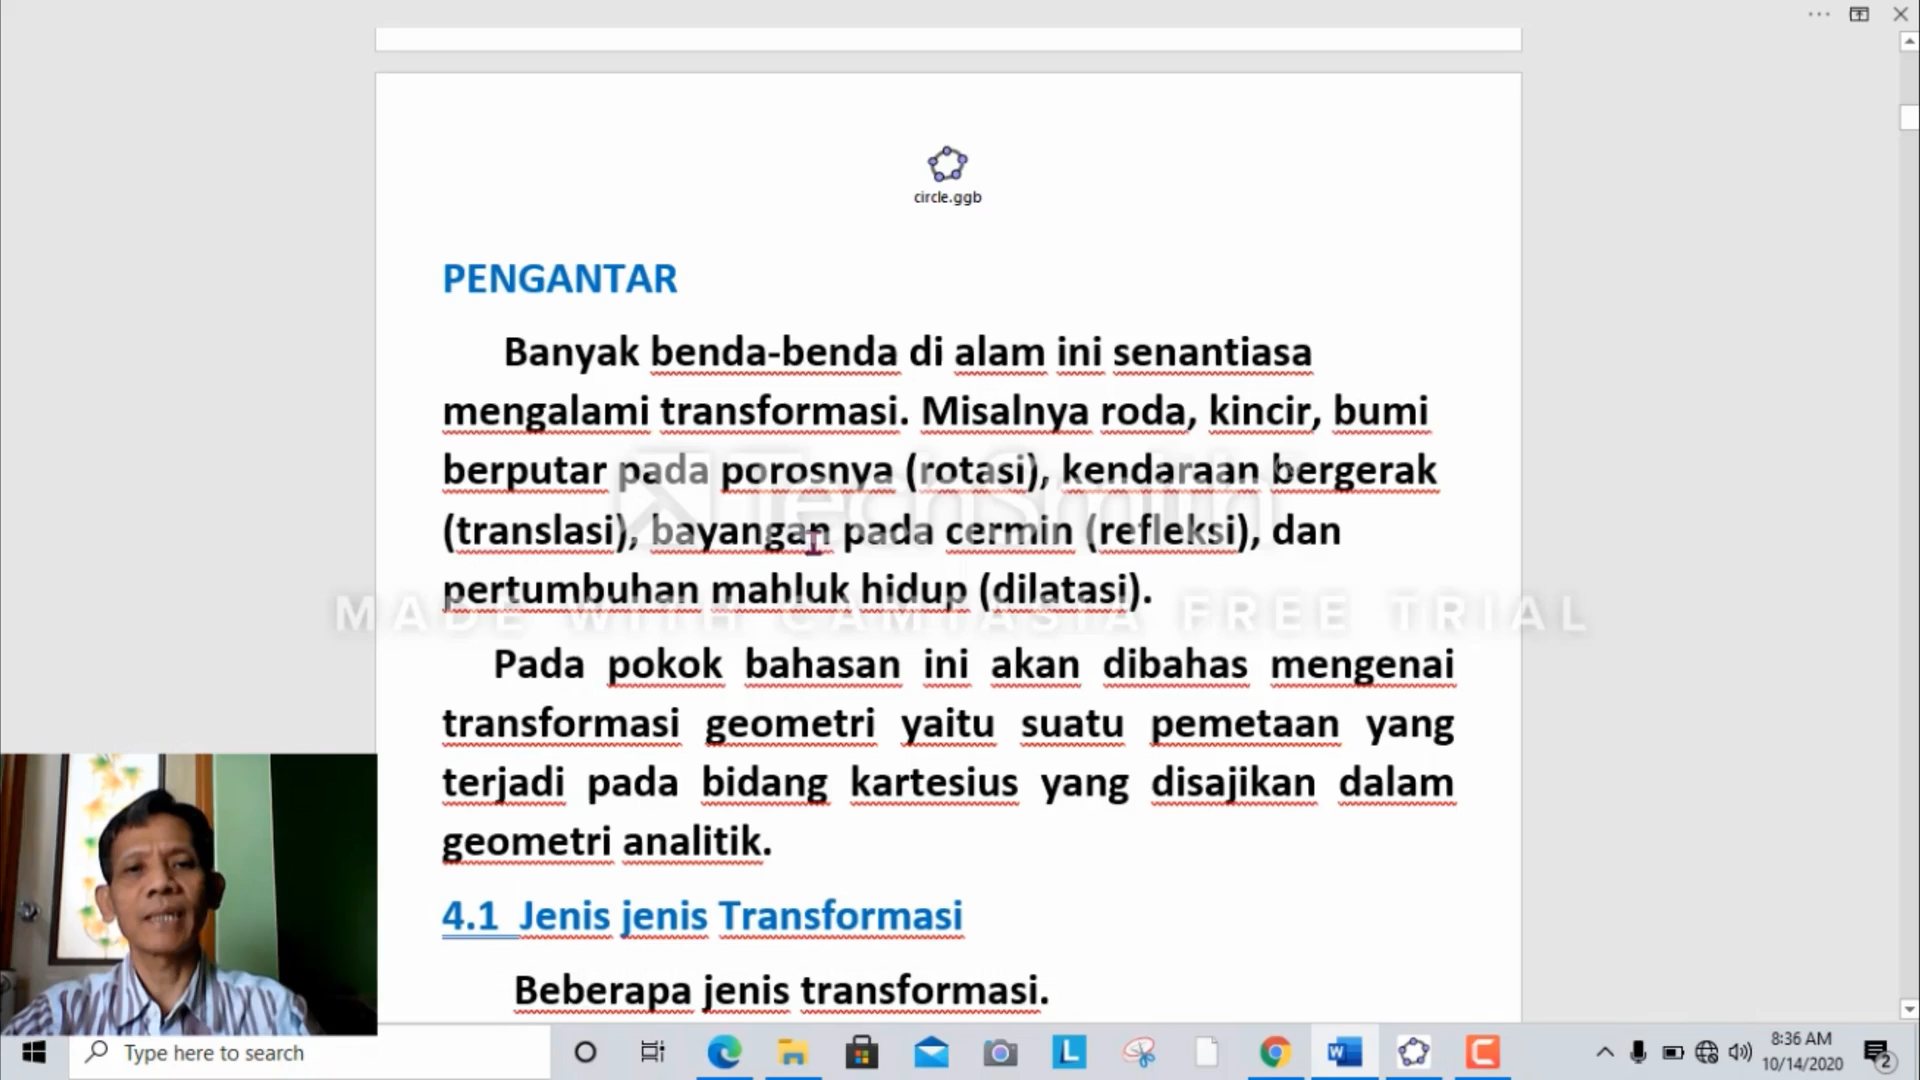 circle.ggb
PENGANTAR
Banyak benda-benda di alam ini senantiasa
mengalami transformasi. Misalnya roda, kincir, bumi
berputar pada porosnya (rotasi), kendaraan bergerak
(translasi), bayangan pada cermin (refleksi), dan
pertumbuhan mahluk hidup (dilatasi).
TechSmith
MADE WITH CAMTASIA FREE TRIAL
Pada pokok bahasan ini akan dibahas mengenai
transformasi geometri yaitu suatu pemetaan yang
terjadi pada bidang kartesius yang disajikan dalam
geometri analitik.
4.1 Jenis jenis Transformasi
Beberapa jenis transformasi.
Type here to search
8:36 AM
10/14/2020
2